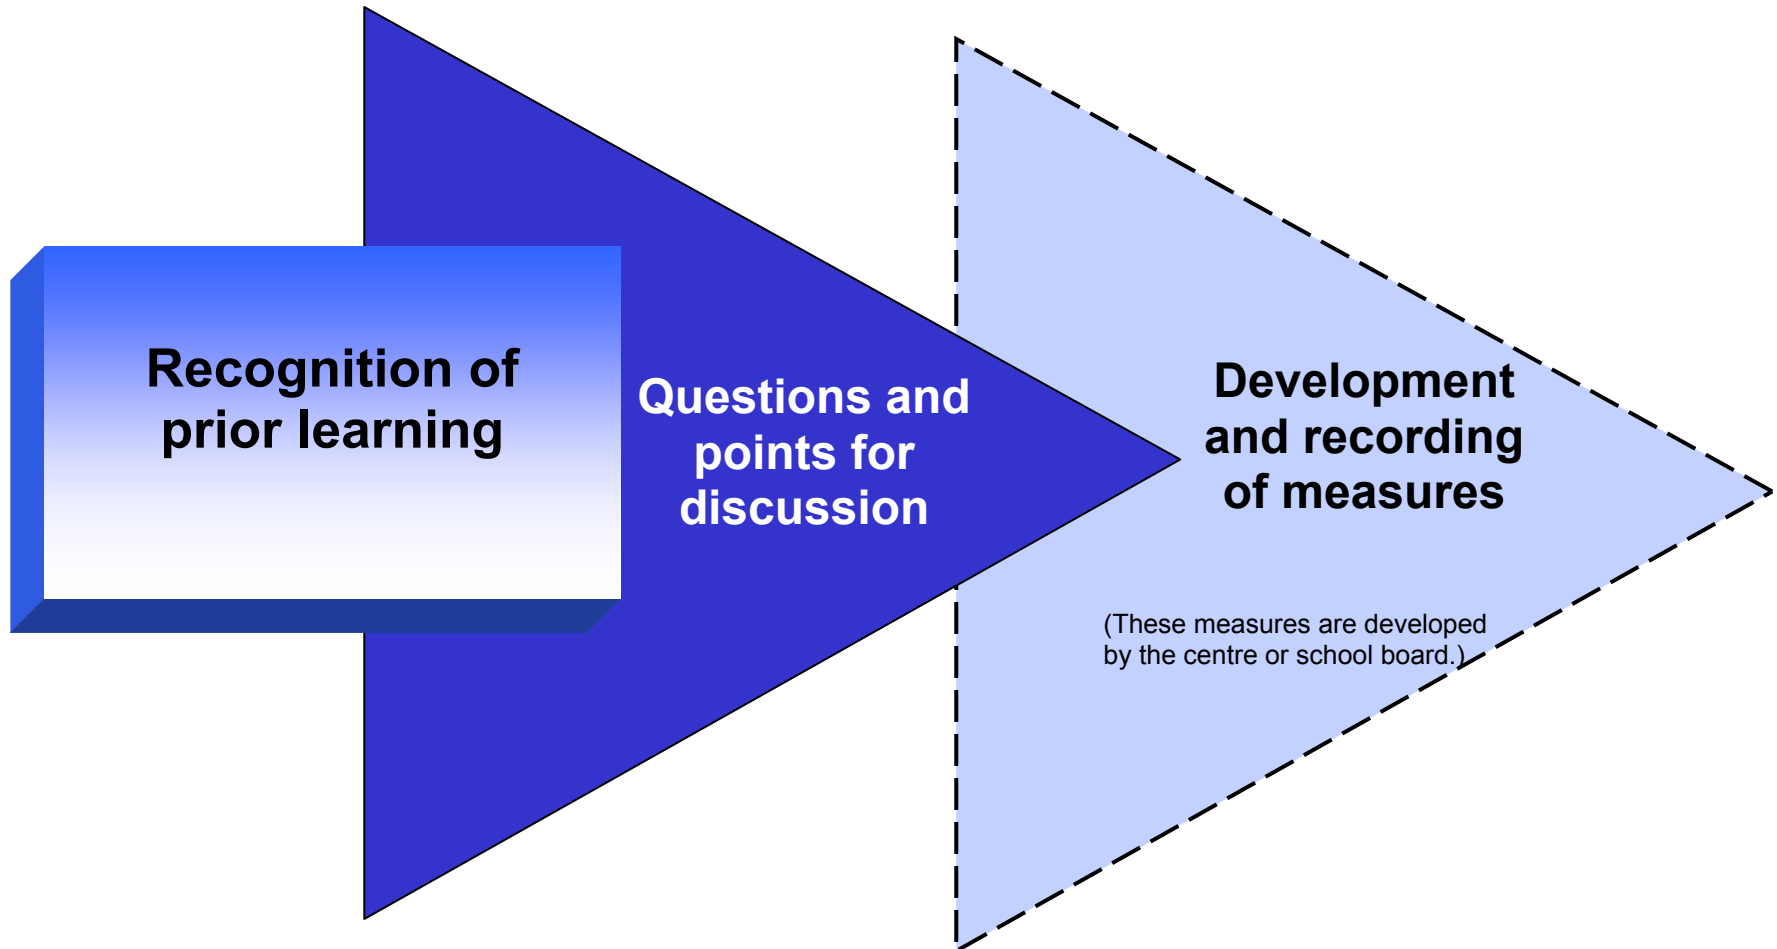 Recognition of
prior learning
Questions and
points for
discussion
Development
and recording
of measures
(These measures are developed
by the centre or school board.)